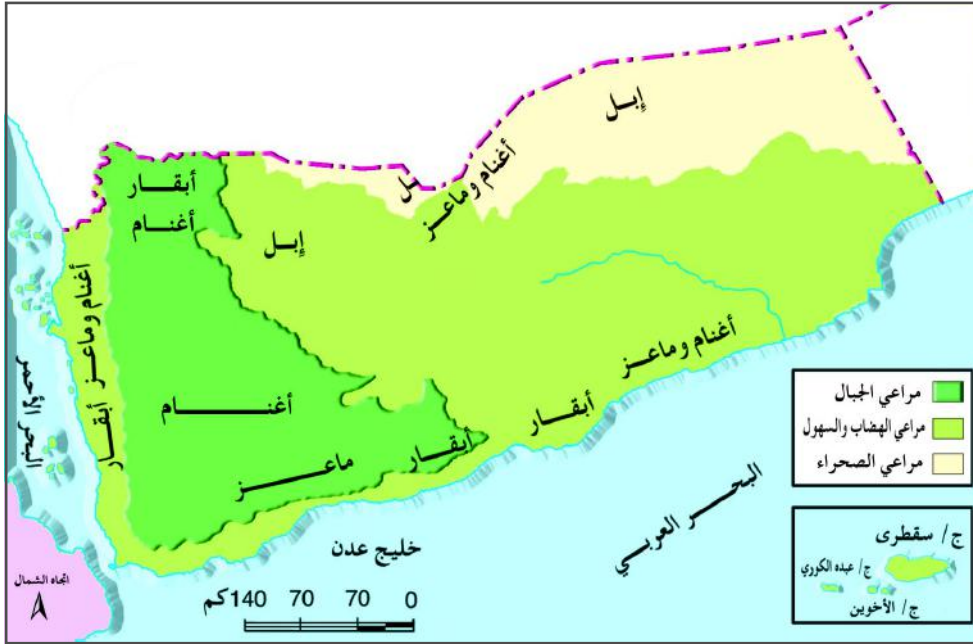 إبل
إبل
أغنام وماعز
أبقار
أغنام
إبل
أغنام وماعز
أبقار
أغنام
ماعز
أبقار
أبقار
أغنام وماعز
البحر الأحمر
خليج عدن
البحر العربي
مراعي الجبال
مراعي الهضاب والسهول
مراعي الصحراء
ج/ سقطرى
ج/ عبده الكوري
ج/ الأخوين
اتجاه الشمال
140 70 70 0 كم